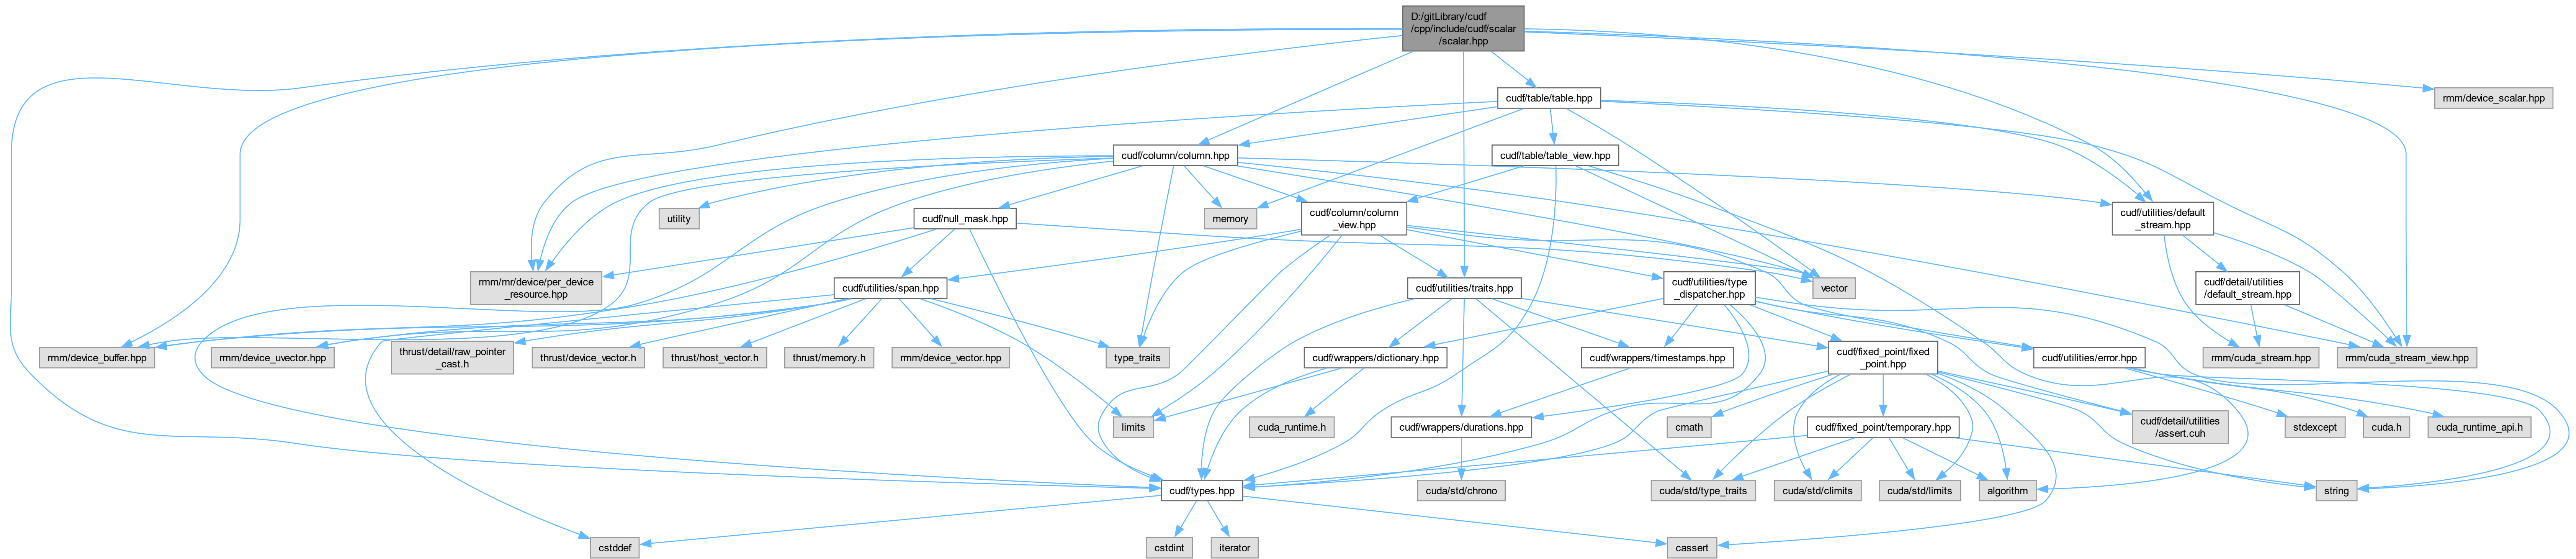 D:/gitLibrary/cudf
/cpp/include/cudf/scalar
/scalar.hpp
cudf/table/table.hpp
rmm/device_scalar.hpp
cudf/column/column.hpp
cudf/table/table_view.hpp
utility
cudf/null_mask.hpp
memory
cudf/column/column
_view.hpp
cudf/utilities/default
_stream.hpp
rmm/mr/device/per_device
_resource.hpp
cudf/utilities/span.hpp
cudf/utilities/traits.hpp
cudf/utilities/type
_dispatcher.hpp
vector
cudf/detail/utilities
/default_stream.hpp
rmm/device_buffer.hpp
rmm/device_uvector.hpp
thrust/detail/raw_pointer
_cast.h
thrust/device_vector.h
thrust/host_vector.h
thrust/memory.h
rmm/device_vector.hpp
type_traits
cudf/wrappers/dictionary.hpp
cudf/wrappers/timestamps.hpp
cudf/fixed_point/fixed
_point.hpp
cudf/utilities/error.hpp
rmm/cuda_stream.hpp
rmm/cuda_stream_view.hpp
limits
cuda_runtime.h
cudf/wrappers/durations.hpp
cmath
cudf/fixed_point/temporary.hpp
cudf/detail/utilities
/assert.cuh
stdexcept
cuda.h
cuda_runtime_api.h
cudf/types.hpp
cuda/std/chrono
cuda/std/type_traits
cuda/std/climits
cuda/std/limits
algorithm
string
cstddef
cstdint
iterator
cassert